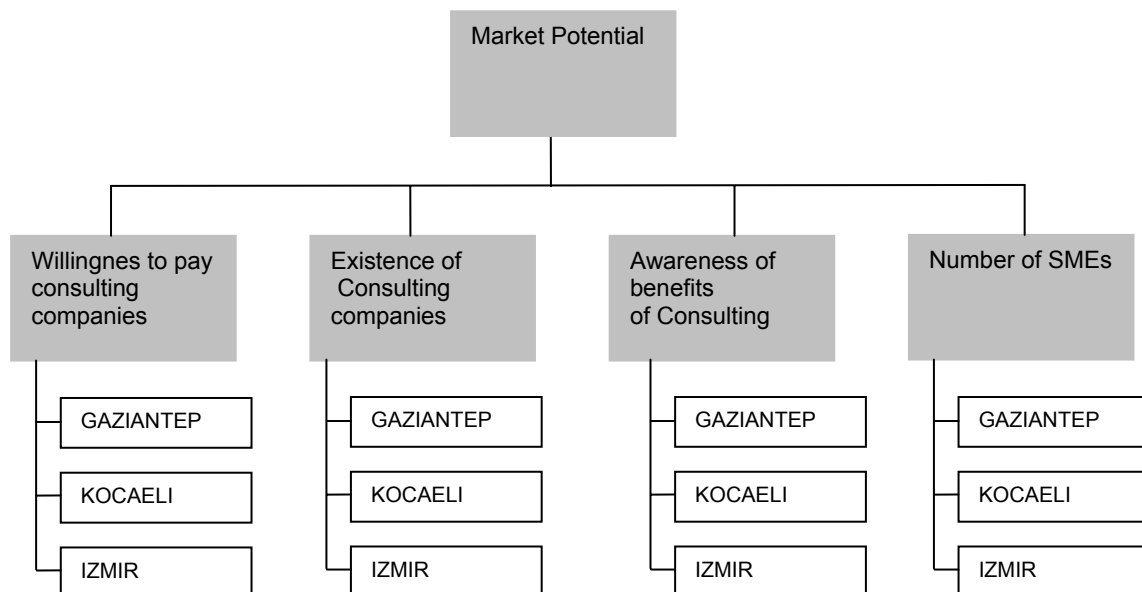 Market Potential
Willingnes to pay
consulting
companies
GAZIANTEP
KOCAELI
IZMIR
Existence of
Consulting
companies
GAZIANTEP
KOCAELI
IZMIR
Awareness of
benefits
of Consulting
GAZIANTEP
KOCAELI
IZMIR
Number of SMEs
GAZIANTEP
KOCAELI
IZMIR